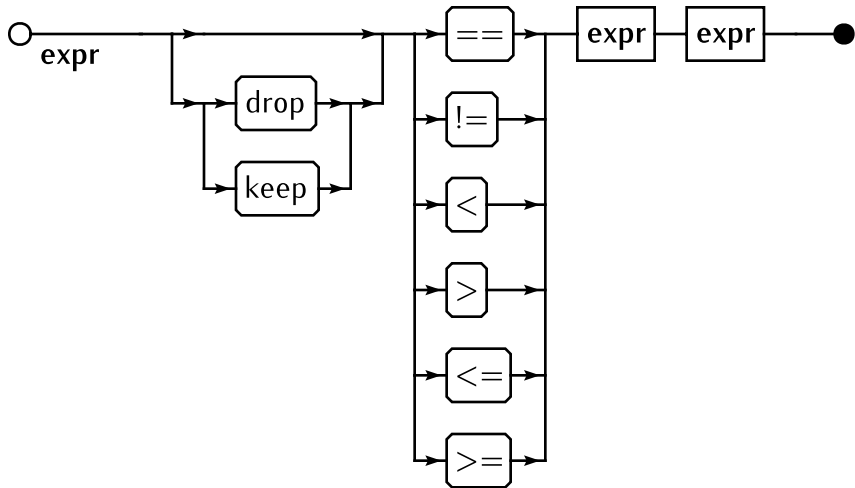 == expr expr
expr
drop
!=
keep
<
>
<=
>=